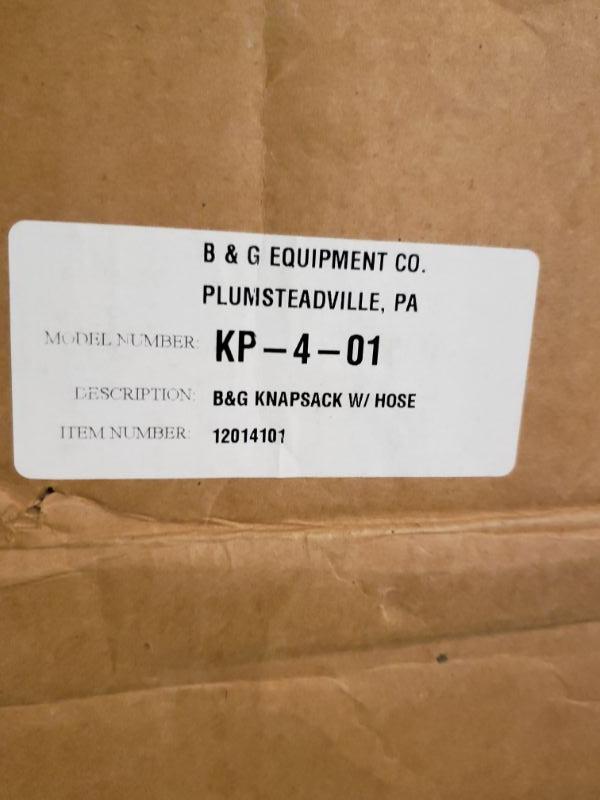 B & G EQUIPMENT CO.
PLUMSTEADVILLE, PA
MODEL NUMBER: KP-4-01
DESCRIPTION: B&G KNAPSACK W/ HOSE
ITEM NUMBER: 12014101